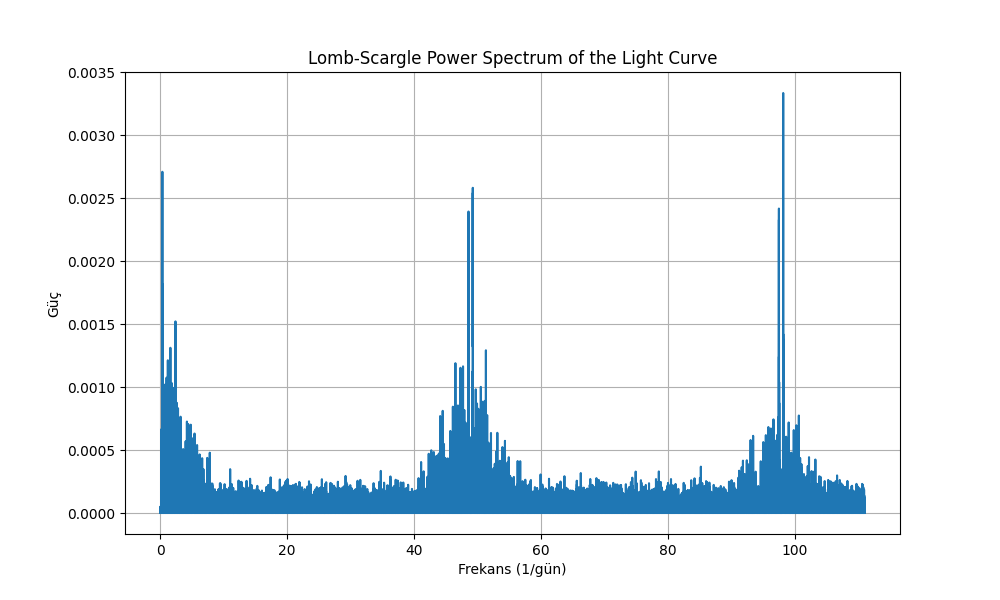 Lomb-Scargle Power Spectrum of the Light Curve
0.0035
0.0030
0.0025
0.0020
0.0015
0.0010
0.0005
0.0000
Güç
0 20 40 60 80 100
Frekans (1/gün)